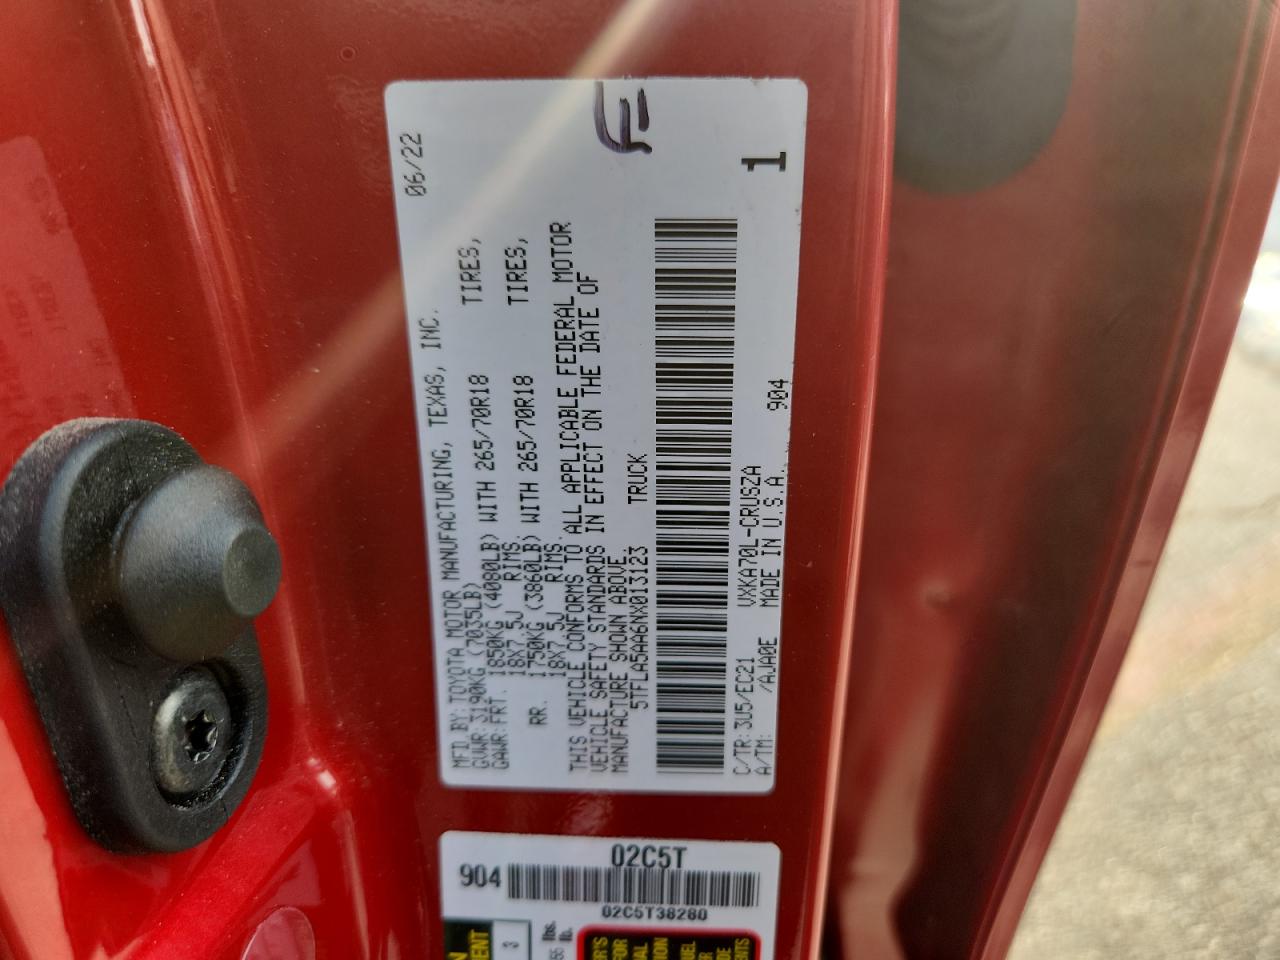 MFD BY: TOYOTA MOTOR MANUFACTURING, TEXAS, INC. 06/22
GVWR: 3190KG (7035LB)
GAWR: FRT. 1850KG (4080LB) WITH 265/70R18 TIRES,
18X7.5J RIMS.
RR. 1750KG (3860LB) WITH 265/70R18 TIRES,
18X7.5J RIMS.
THIS VEHICLE CONFORMS TO ALL APPLICABLE FEDERAL MOTOR
VEHICLE SAFETY STANDARDS IN EFFECT ON THE DATE OF
MANUFACTURE SHOWN ABOVE.
5TFLA5AA6NX013123 TRUCK
C/TR: 3U5/EC21 VXKA70L-CRUSZA 904
A/TM: /AJA0E MADE IN U.S.A.
1
02C5T
904
02C5T38280
3
lbs.
lb.